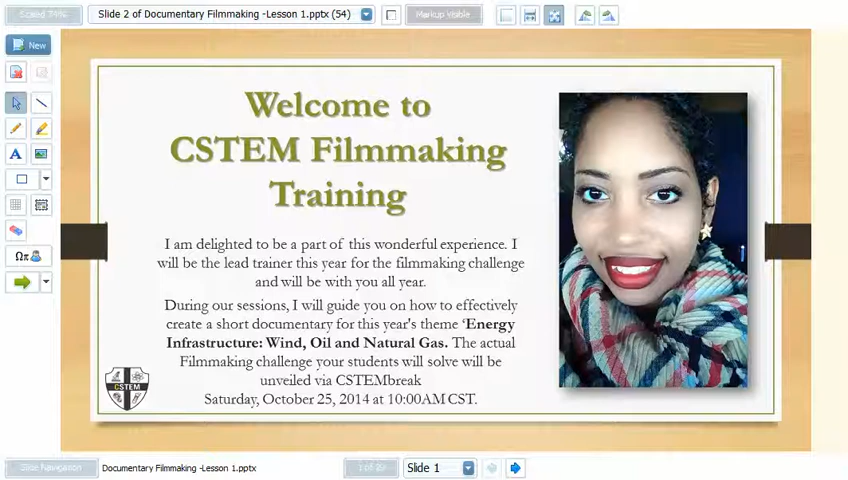 Scaled 74%
Slide 2 of Documentary Filmmaking -Lesson 1.pptx (54)
Markup Visible
New
Welcome to
CSTEM Filmmaking
Training
I am delighted to be a part of this wonderful experience. I
will be the lead trainer this year for the filmmaking challenge
and will be with you all year.
During our sessions, I will guide you on how to effectively
create a short documentary for this year's theme ‘Energy
Infrastructure: Wind, Oil and Natural Gas. The actual
Filmmaking challenge your students will solve will be
unveiled via CSTEMbreak
Saturday, October 25, 2014 at 10:00AM CST.
CSTEM
A
Ωπ
Slide Navigation
Documentary Filmmaking -Lesson 1.pptx
Slide 1